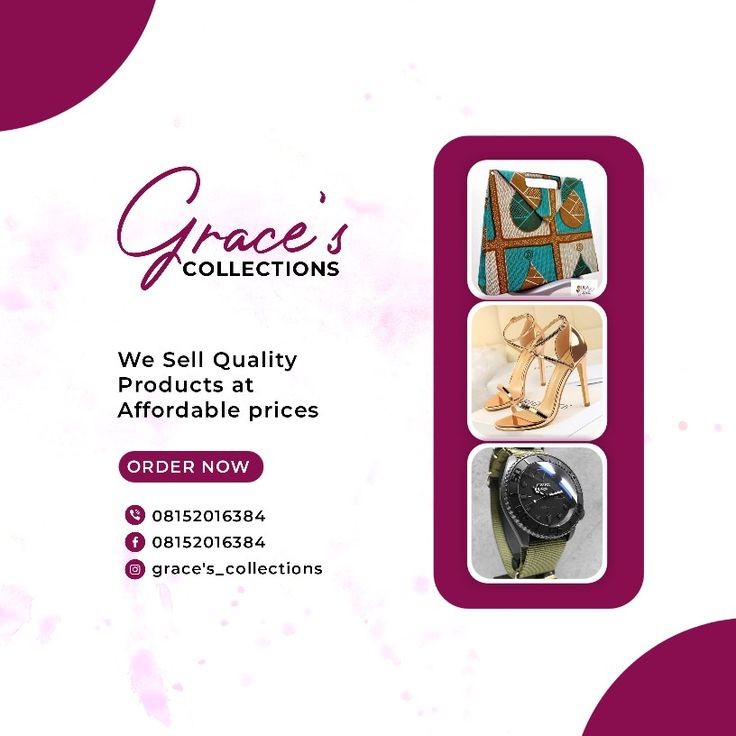 Grace's
COLLECTIONS
We Sell Quality
Products at
Affordable prices
ORDER NOW
08152016384
08152016384
grace's_collections